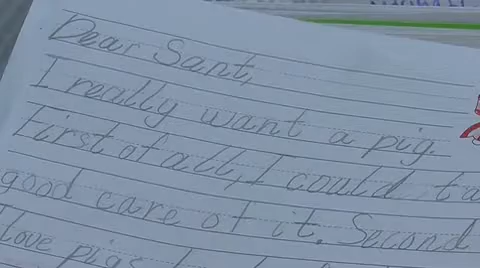 Dear Sant,
I really want a pig.
First of all, I could ta
good care of it. Second
love pigs